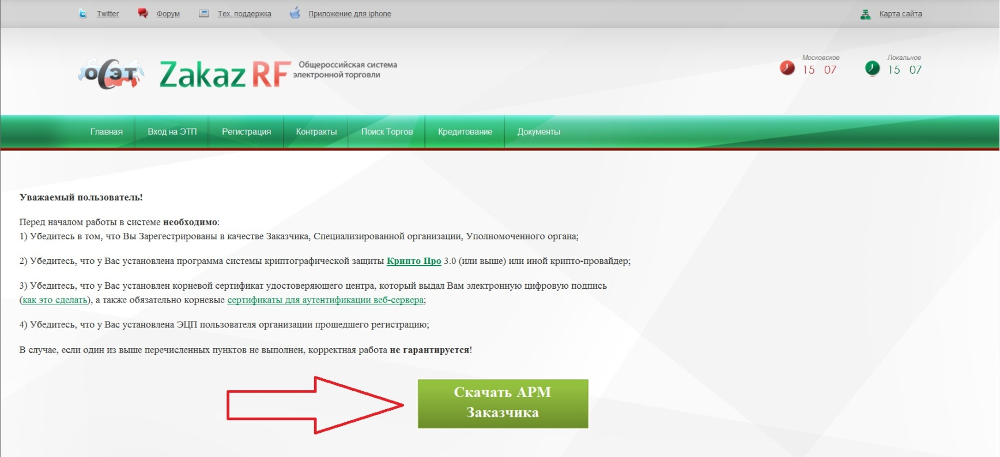 Twitter Форум Тех. поддержка Приложение для iphone Карта сайта
осэт Zakaz RF Общероссийская система
электронной торговли
Московское Локальное
15 07 15 07
Главная Вход на ЭТП Регистрация Контракты Поиск Торгов Кредитование Документы
Уважаемый пользователь!
Перед началом работы в системе необходимо:
1) Убедитесь в том, что Вы Зарегестрированы в качестве Заказчика, Специализированной организации, Уполномоченного органа;
2) Убедитесь, что у Вас установлена программа системы криптографической защиты Крипто Про 3.0 (или выше) или иной крипто-провайдер;
3) Убедитесь, что у Вас установлен корневой сертификат удостоверяющего центра, который выдал Вам электронную цифровую подпись
(как это сделать), а также обязательно корневые сертификаты для аутентификации веб-сервера;
4) Убедитесь, что у Вас установлена ЭЦП пользователя организации прошедшего регистрацию;
В случае, если один из выше перечисленных пунктов не выполнен, корректная работа не гарантируется!
Скачать АРМ
Заказчика